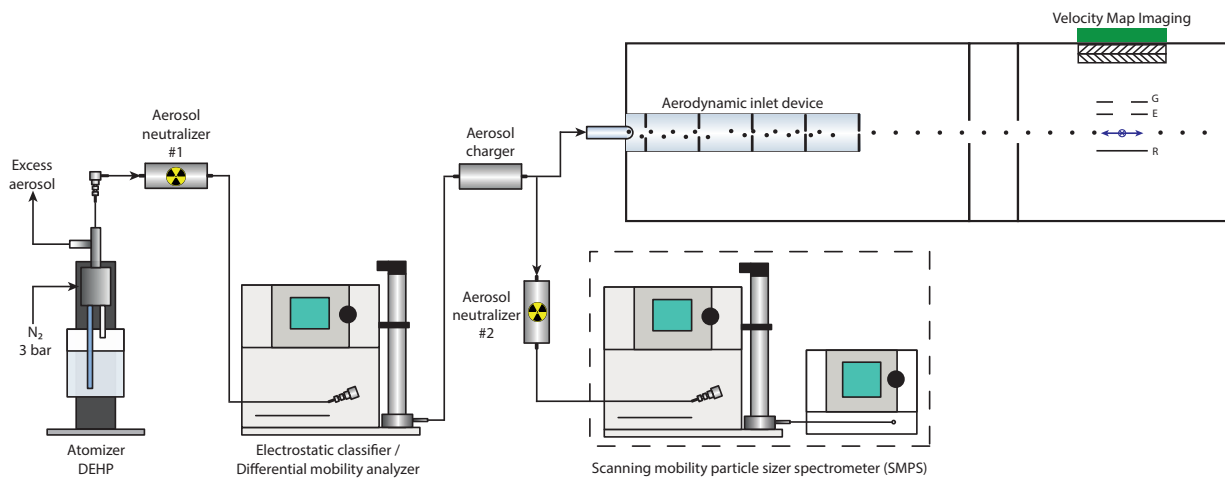 Velocity Map Imaging
Aerodynamic inlet device
G
E
R
Aerosol
neutralizer
#1
Aerosol
charger
Excess
aerosol
N₂
3 bar
Aerosol
neutralizer
#2
Atomizer
DEHP
Electrostatic classifier /
Differential mobility analyzer
Scanning mobility particle sizer spectrometer (SMPS)